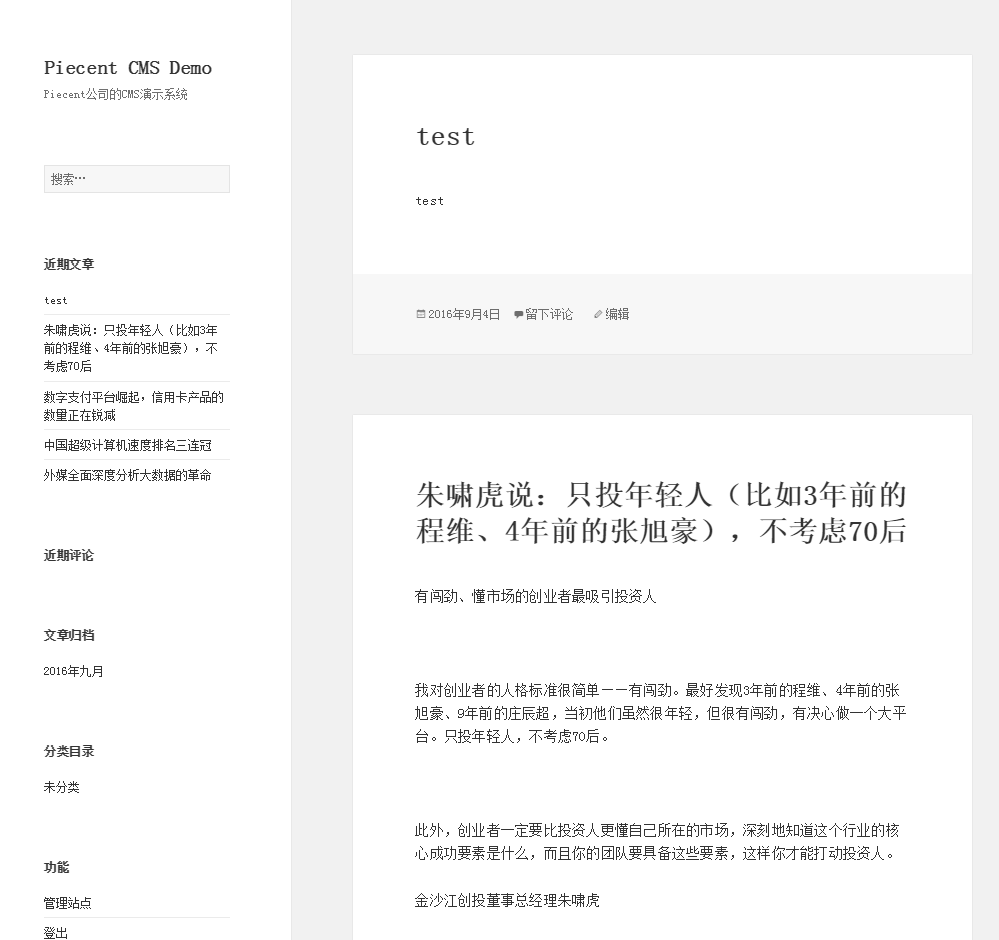 Piecent CMS Demo
Piecent公司的CMS演示系统
搜索…
近期文章
test
朱啸虎说：只投年轻人（比如3年
前的程维、4年前的张旭豪），不
考虑70后
数字支付平台崛起，信用卡产品的
数量正在锐减
中国超级计算机速度排名三连冠
外媒全面深度分析大数据的革命
近期评论
文章归档
2016年九月
分类目录
未分类
功能
管理站点
登出
test
test
2016年9月4日 留下评论 编辑
朱啸虎说：只投年轻人（比如3年前的
程维、4年前的张旭豪），不考虑70后
有闯劲、懂市场的创业者最吸引投资人
我对创业者的人格标准很简单——有闯劲。最好发现3年前的程维、4年前的张
旭豪、9年前的庄辰超，当初他们虽然很年轻，但很有闯劲，有决心做一个大平
台。只投年轻人，不考虑70后。
此外，创业者一定要比投资人更懂自己所在的市场，深刻地知道这个行业的核
心成功要素是什么，而且你的团队要具备这些要素，这样你才能打动投资人。
金沙江创投董事总经理朱啸虎